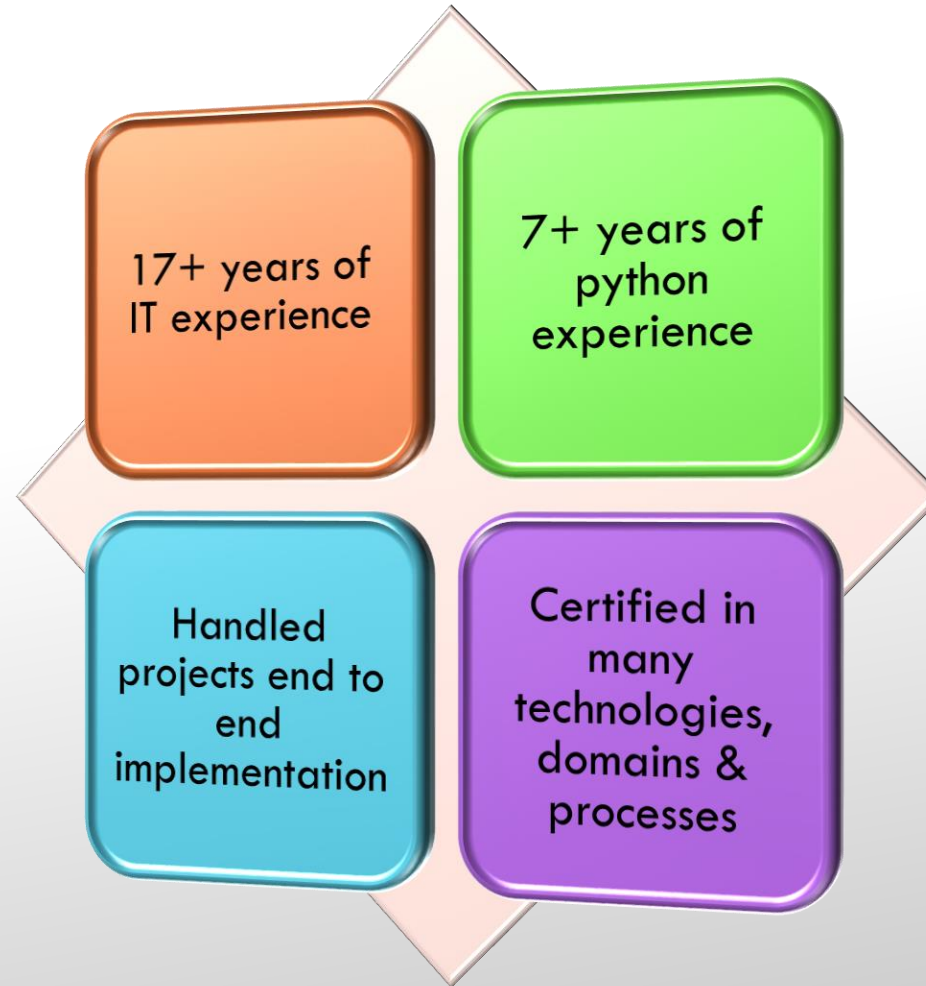 17+ years of
IT experience
7+ years of
python
experience
Handled
projects end to
end
implementation
Certified in
many
technologies,
domains &
processes